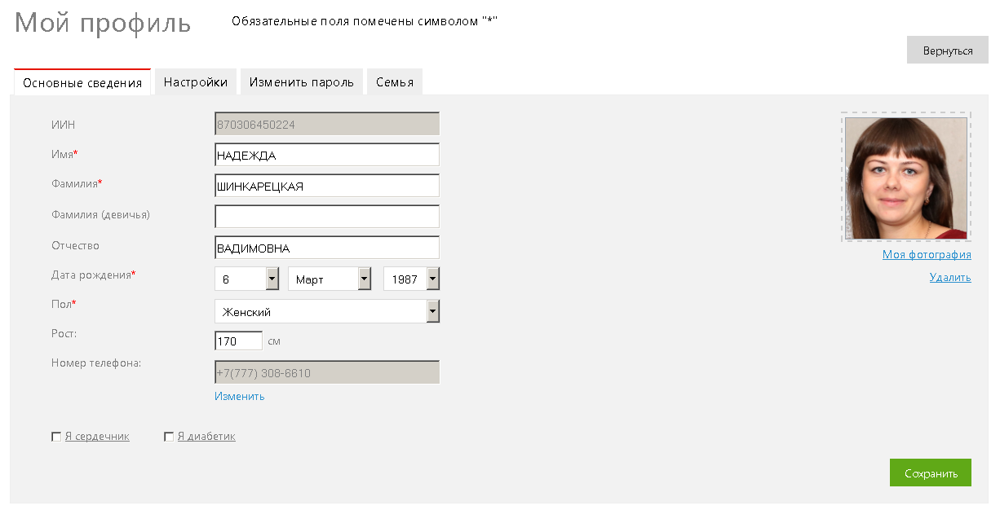 Мой профиль
Обязательные поля помечены символом "*"
Вернуться
Основные сведения
Настройки
Изменить пароль
Семья
ИИН 870306450224
Имя* НАДЕЖДА
Фамилия* ШИНКАРЕЦКАЯ
Фамилия (девичья)
Отчество ВАДИМОВНА
Дата рождения* 6 Март 1987
Пол* Женский
Рост: 170 см
Номер телефона: +7(777) 308-6610
Изменить
Моя фотография
Удалить
Я сердечник
Я диабетик
Сохранить